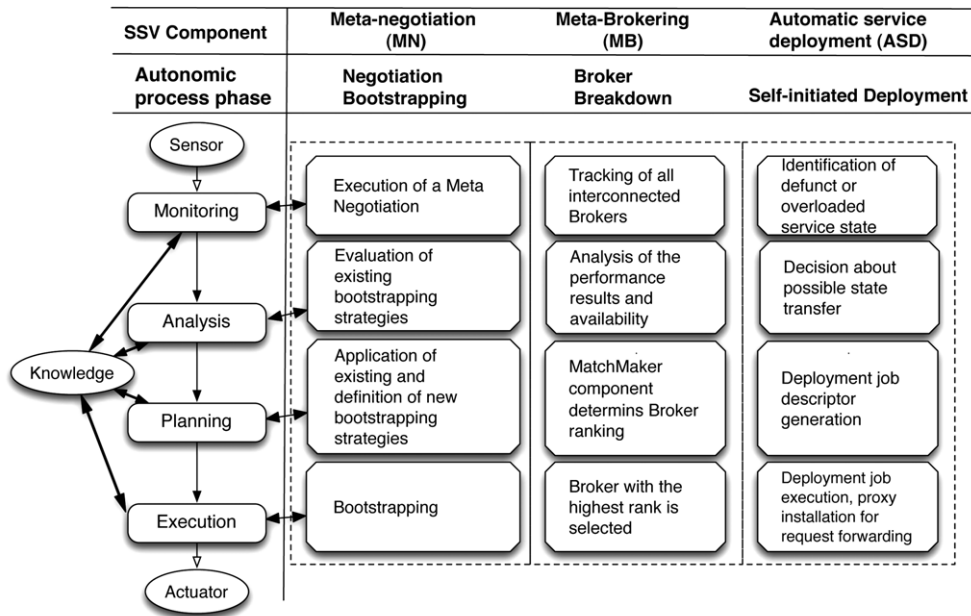 SSV Component
Meta-negotiation
(MN)
Meta-Brokering
(MB)
Automatic service
deployment (ASD)
Autonomic
process phase
Negotiation
Bootstrapping
Broker
Breakdown
Self-initiated Deployment
Sensor
Monitoring
Execution of a Meta
Negotiation
Tracking of all
interconnected
Brokers
Identification of
defunct or
overloaded
service state
Analysis
Evaluation of
existing
bootstrapping
strategies
Analysis of the
performance
results and
availability
Decision about
possible state
transfer
Knowledge
Planning
Application of
existing and
definition of new
bootstrapping
strategies
MatchMaker
component
determins Broker
ranking
Deployment job
descriptor
generation
Execution
Bootstrapping
Broker with the
highest rank is
selected
Deployment job
execution, proxy
installation for
request forwarding
Actuator